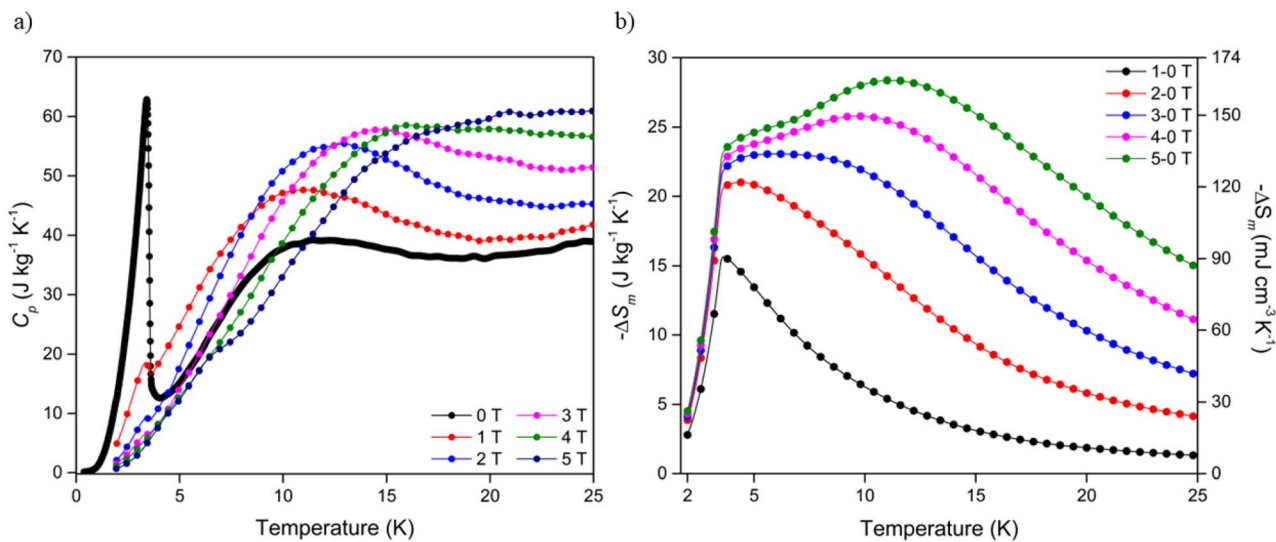 a)
C_p (J kg⁻¹ K⁻¹)
70
60
50
40
30
20
10
0
0 T 3 T
1 T 4 T
2 T 5 T
0 5 10 15 20 25
Temperature (K)
b)
-ΔS_m (J kg⁻¹ K⁻¹)
30
25
20
15
10
5
0
1-0 T
2-0 T
3-0 T
4-0 T
5-0 T
174
150
120
90
60
30
0
-ΔS_m (mJ cm⁻³ K⁻¹)
2 5 10 15 20 25
Temperature (K)